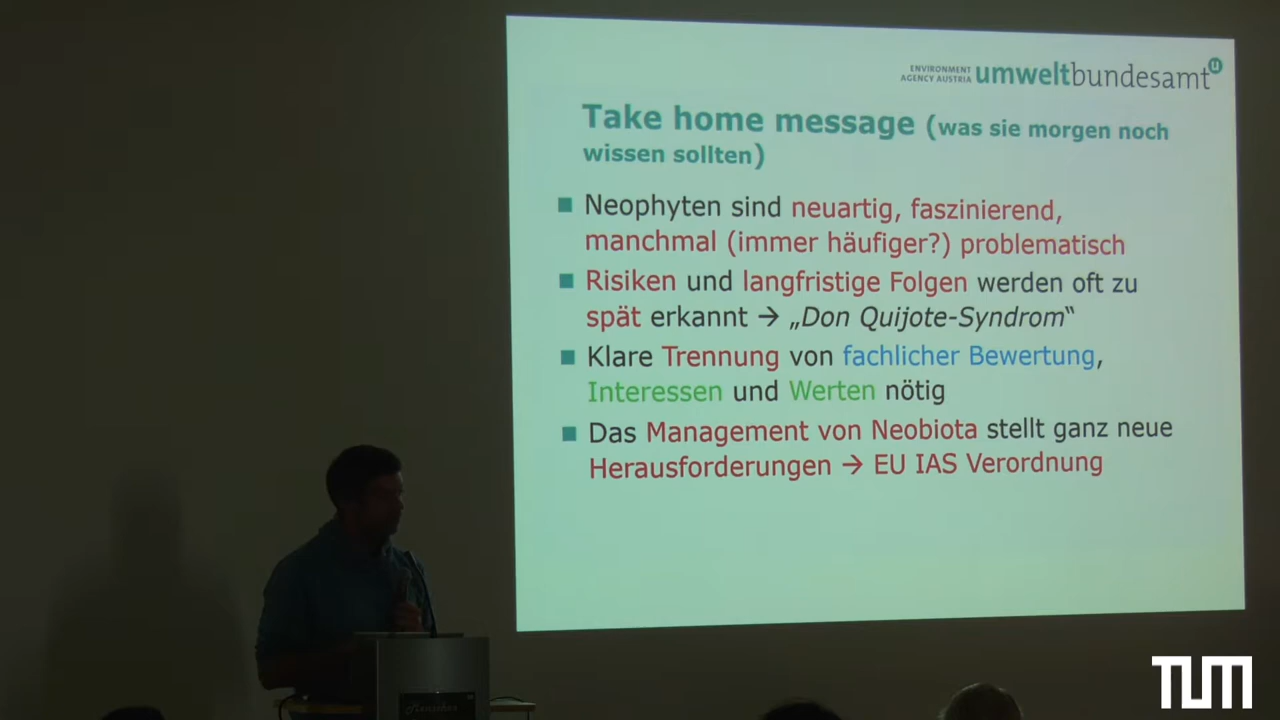 ENVIRONMENT
AGENCY AUSTRIA umweltbundesamt
Take home message (was sie morgen noch
wissen sollten)
Neophyten sind neuartig, faszinierend,
manchmal (immer häufiger?) problematisch
Risiken und langfristige Folgen werden oft zu
spät erkannt → „Don Quijote-Syndrom“
Klare Trennung von fachlicher Bewertung,
Interessen und Werten nötig
Das Management von Neobiota stellt ganz neue
Herausforderungen → EU IAS Verordnung
TUM